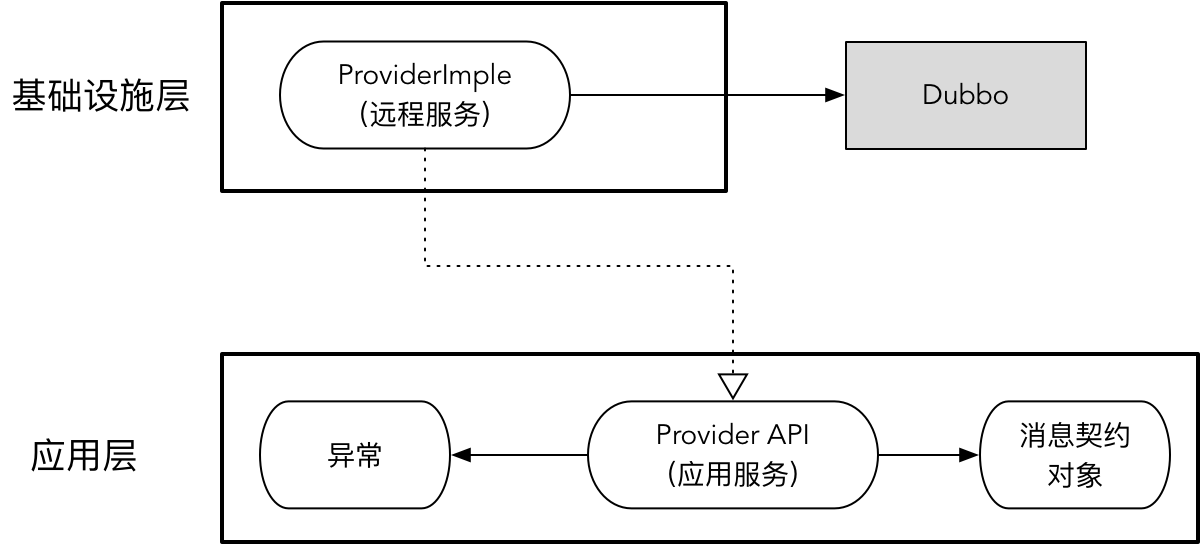 基础设施层
ProviderImple
(远程服务)
Dubbo
应用层
异常
Provider API
(应用服务)
消息契约
对象